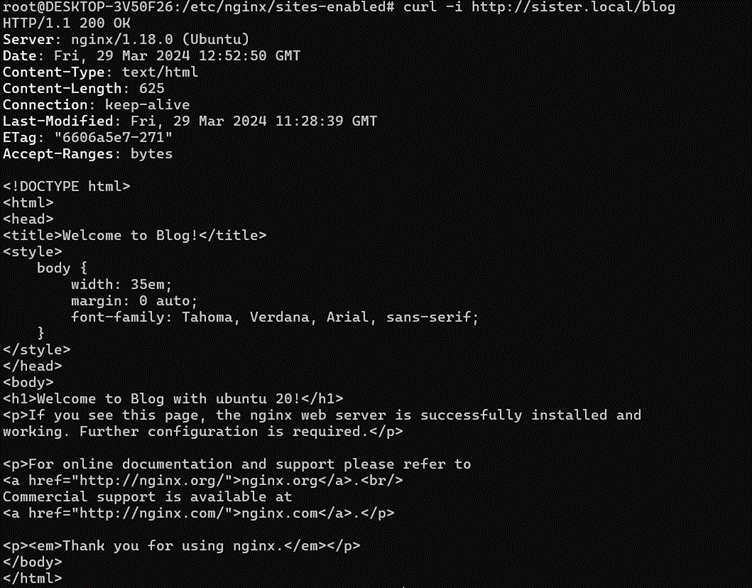 root@DESKTOP-3V50F26:/etc/nginx/sites-enabled# curl -i http://sister.local/blog
HTTP/1.1 200 OK
Server: nginx/1.18.0 (Ubuntu)
Date: Fri, 29 Mar 2024 12:52:50 GMT
Content-Type: text/html
Content-Length: 625
Connection: keep-alive
Last-Modified: Fri, 29 Mar 2024 11:28:39 GMT
ETag: "6606a5e7-271"
Accept-Ranges: bytes

<!DOCTYPE html>
<html>
<head>
<title>Welcome to Blog!</title>
<style>
    body {
        width: 35em;
        margin: 0 auto;
        font-family: Tahoma, Verdana, Arial, sans-serif;
    }
</style>
</head>
<body>
<h1>Welcome to Blog with ubuntu 20!</h1>
<p>If you see this page, the nginx web server is successfully installed and
working. Further configuration is required.</p>

<p>For online documentation and support please refer to
<a href="http://nginx.org/">nginx.org</a>.<br/>
Commercial support is available at
<a href="http://nginx.com/">nginx.com</a>.</p>

<p><em>Thank you for using nginx.</em></p>
</body>
</html>